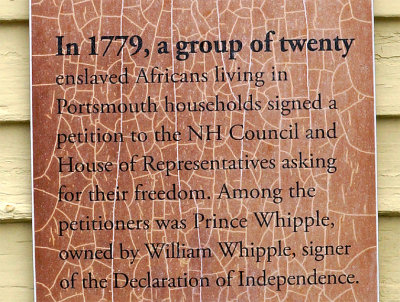 In 1779, a group of twenty
enslaved Africans living in
Portsmouth households signed a
petition to the NH Council and
House of Representatives asking
for their freedom. Among the
petitioners was Prince Whipple,
owned by William Whipple, signer
of the Declaration of Independence.